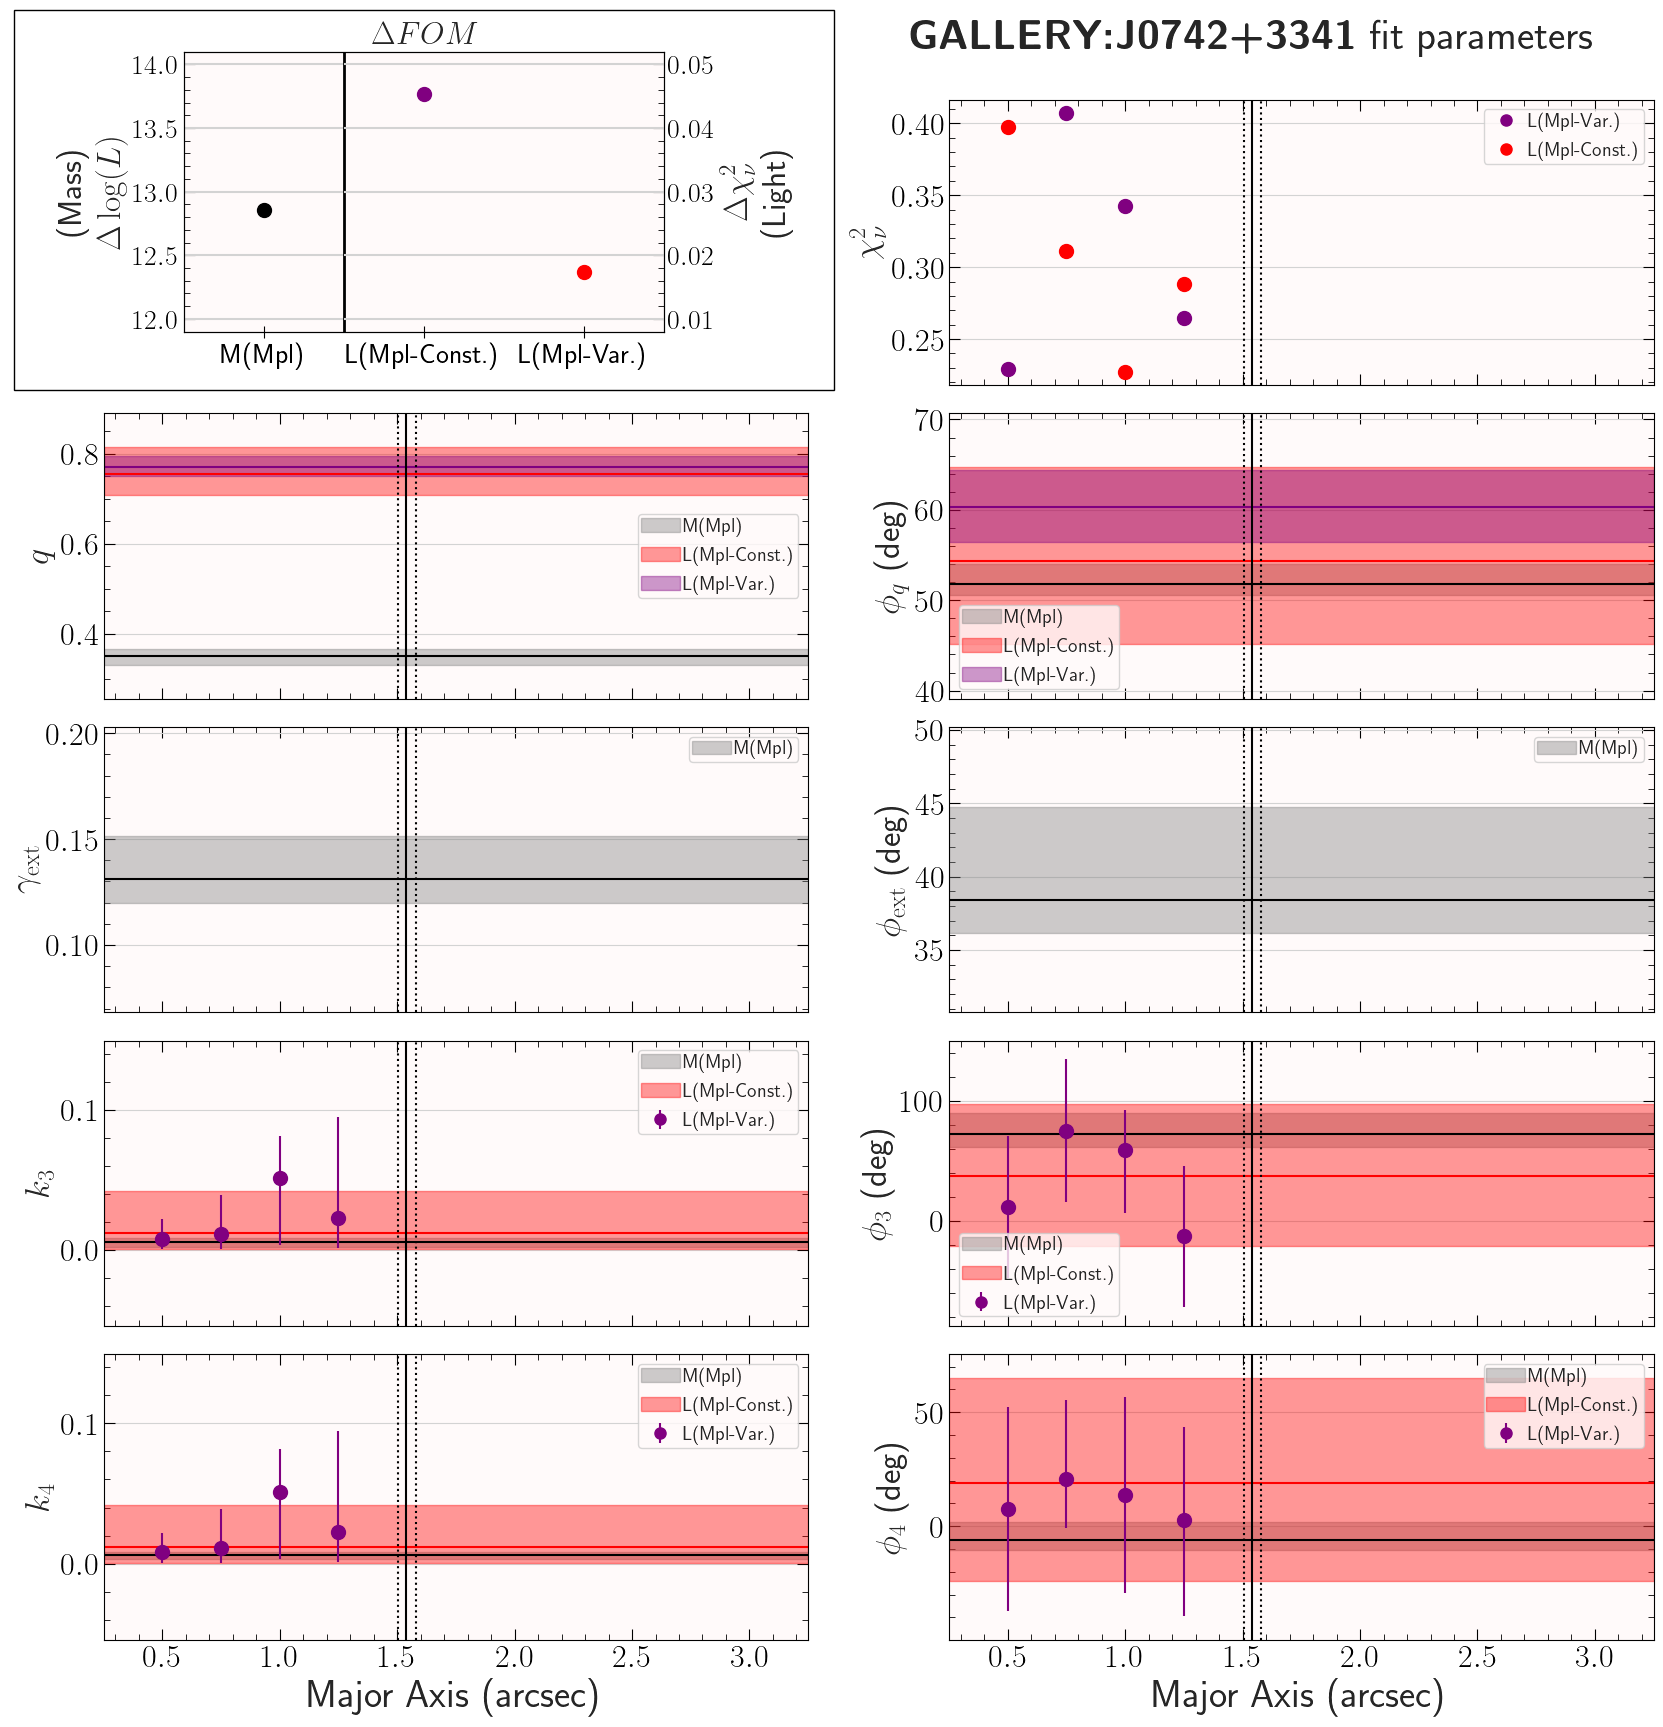 GALLERY:J0742+3341 fit parameters
ΔFOM
14.0
13.5
13.0
12.5
12.0
(Mass)
Δ log(L)
0.05
0.04
0.03
0.02
0.01
Δχ²ν
(Light)
M(Mpl)
L(Mpl-Const.)
L(Mpl-Var.)
0.40
0.35
0.30
0.25
χ²ν
L(Mpl-Var.)
L(Mpl-Const.)
0.8
0.6
0.4
q
M(Mpl)
L(Mpl-Const.)
L(Mpl-Var.)
70
60
50
40
ϕq (deg)
M(Mpl)
L(Mpl-Const.)
L(Mpl-Var.)
0.20
0.15
0.10
γext
M(Mpl)
50
45
40
35
ϕext (deg)
M(Mpl)
0.1
0.0
k3
M(Mpl)
L(Mpl-Const.)
L(Mpl-Var.)
100
0
ϕ3 (deg)
M(Mpl)
L(Mpl-Const.)
L(Mpl-Var.)
0.1
0.0
k4
M(Mpl)
L(Mpl-Const.)
L(Mpl-Var.)
0.5 1.0 1.5 2.0 2.5 3.0
Major Axis (arcsec)
50
0
ϕ4 (deg)
M(Mpl)
L(Mpl-Const.)
L(Mpl-Var.)
0.5 1.0 1.5 2.0 2.5 3.0
Major Axis (arcsec)